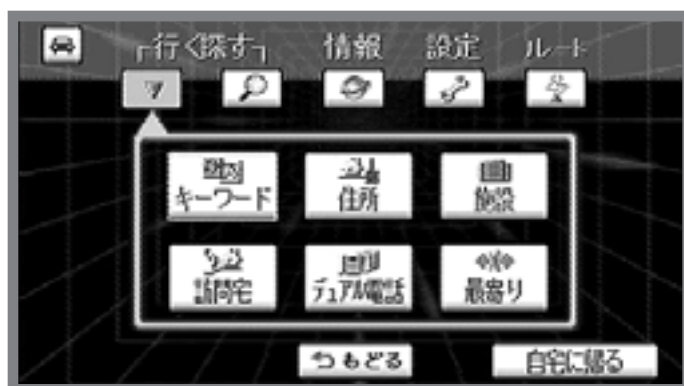 行く探す 情報 設定 ルート
キーワード 住所 施設
訪問宅 デュアル電話 最寄り
もどる 自宅に帰る